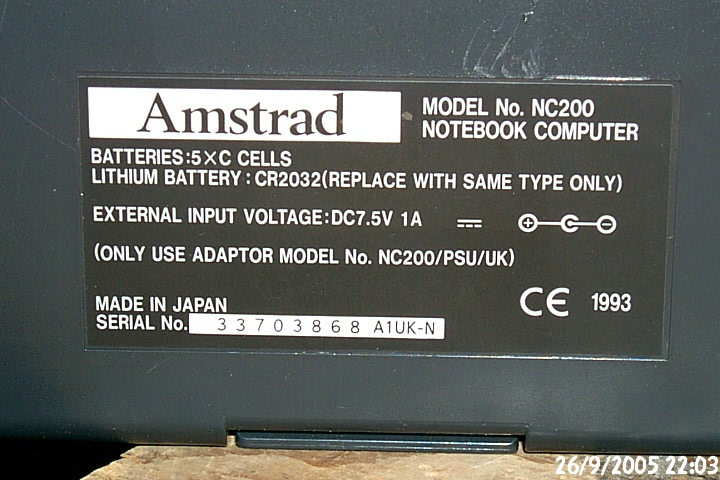 Amstrad
MODEL No. NC200
NOTEBOOK COMPUTER
BATTERIES:5×C CELLS
LITHIUM BATTERY : CR2032(REPLACE WITH SAME TYPE ONLY)
EXTERNAL INPUT VOLTAGE:DC7.5V 1A
(ONLY USE ADAPTOR MODEL No. NC200/PSU/UK)
CE 1993
MADE IN JAPAN
SERIAL No. 33703868 A1UK-N
26/9/2005 22:03